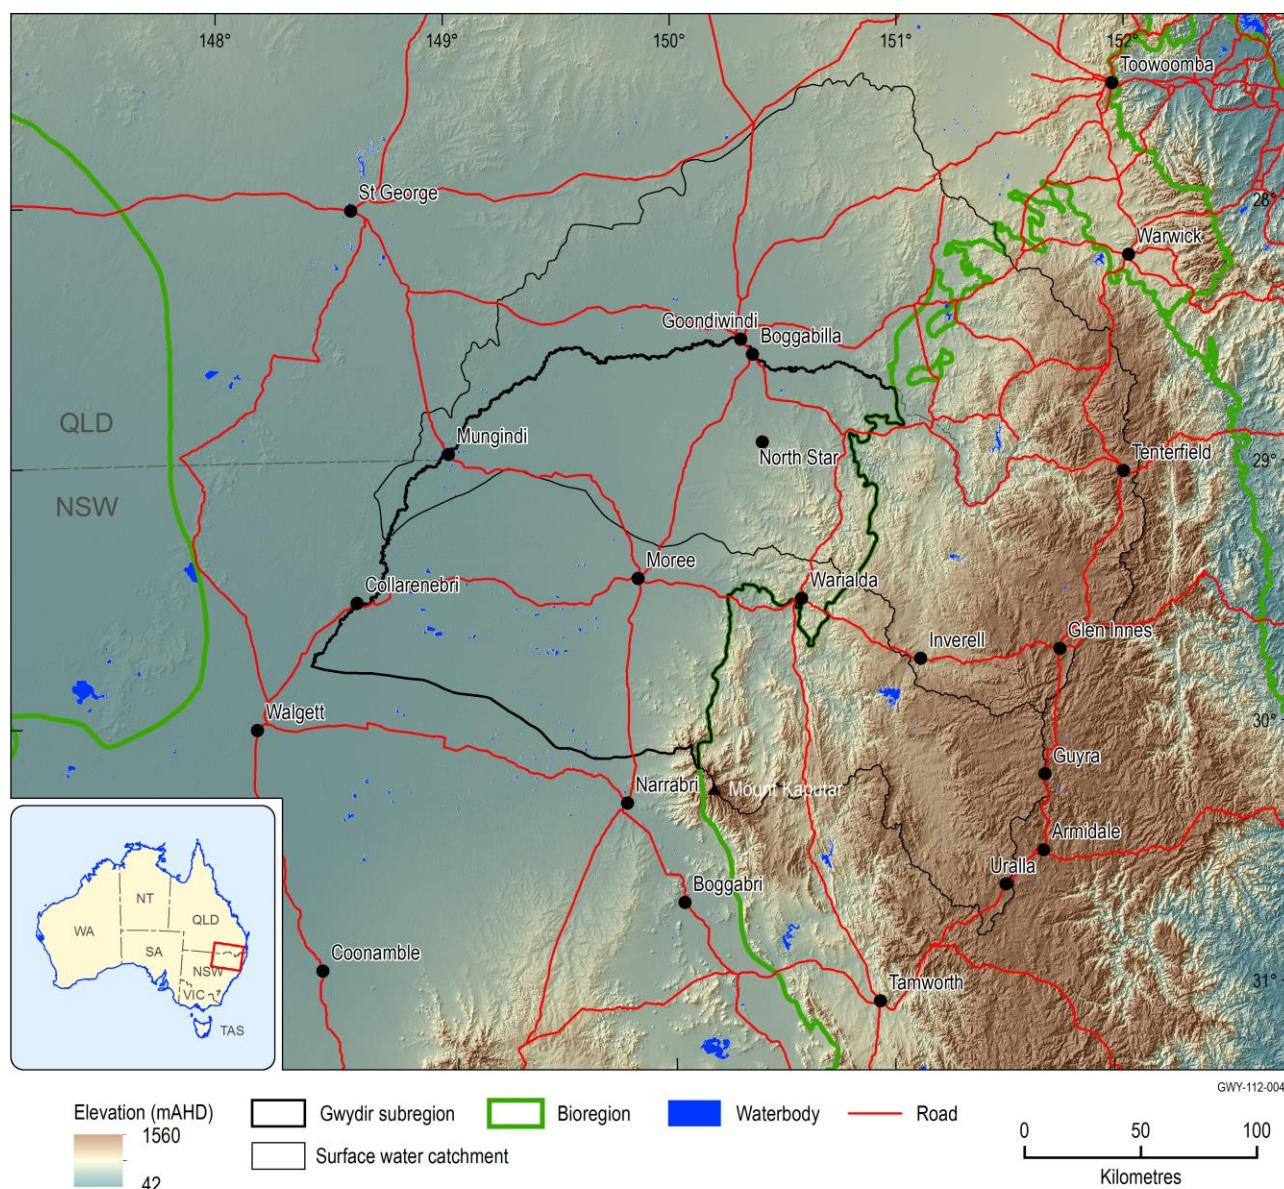 148°
149°
150°
151°
152°
Toowoomba
St George
28°
Warwick
Goondiwindi
Boggabilla
QLD
Mungindi
North Star
Tenterfield
29°
NSW
Moree
Collarenebri
Warialda
Inverell
Glen Innes
Walgett
30°
Guyra
Narrabri
Mount Kaputar
Armidale
Uralla
Boggabri
Coonamble
Tamworth
31°
NT
QLD
WA
SA
NSW
VIC
TAS
GWY-112-004
Elevation (mAHD)
1560
42
Gwydir subregion
Bioregion
Waterbody
Road
Surface water catchment
0
50
100
Kilometres